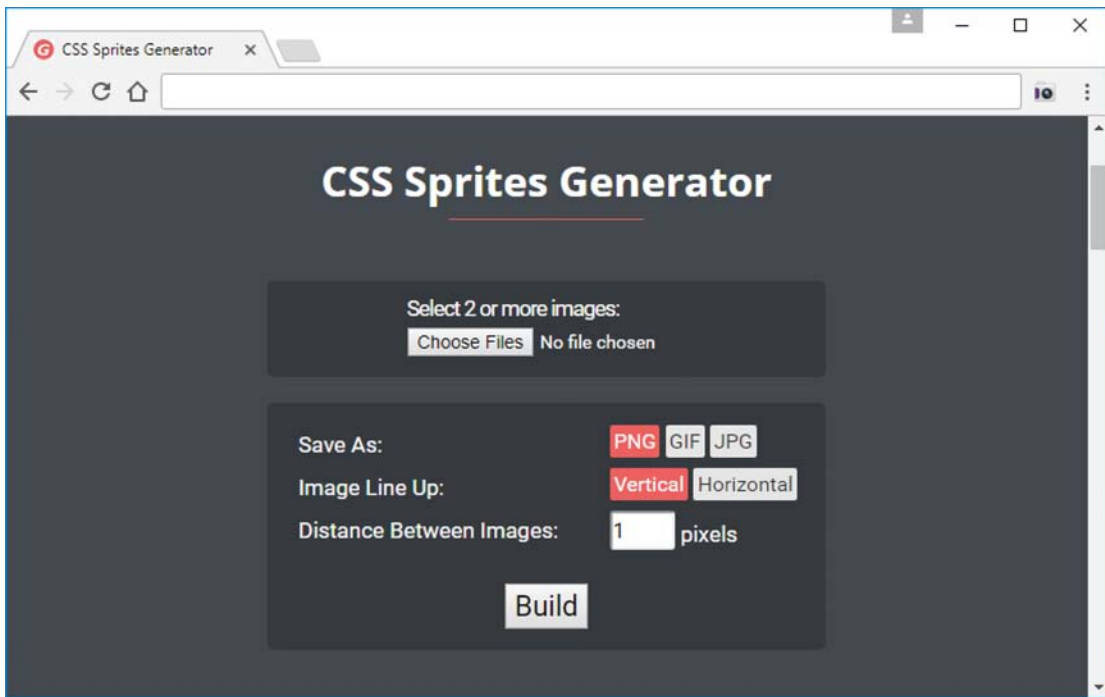 CSS Sprites Generator
CSS Sprites Generator
Select 2 or more images:
Choose Files No file chosen
Save As: PNG GIF JPG
Image Line Up: Vertical Horizontal
Distance Between Images: 1 pixels
Build